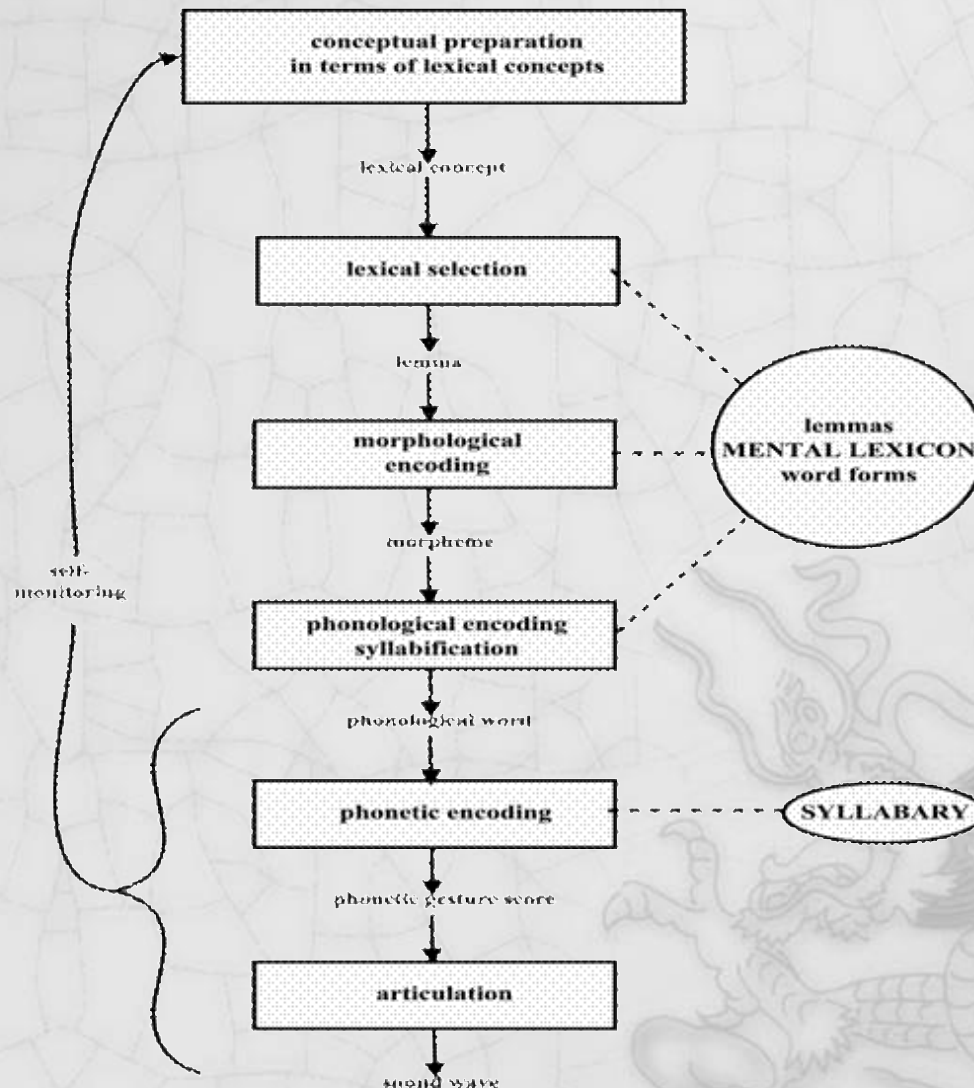 conceptual preparation
in terms of lexical concepts
lexical concept
lexical selection
lemma
morphological
encoding
lemmas
MENTAL LEXICON
word forms
morpheme
self-
monitoring
phonological encoding
syllabification
phonological word
phonetic encoding
SYLLABARY
phonetic gesture score
articulation
sound wave